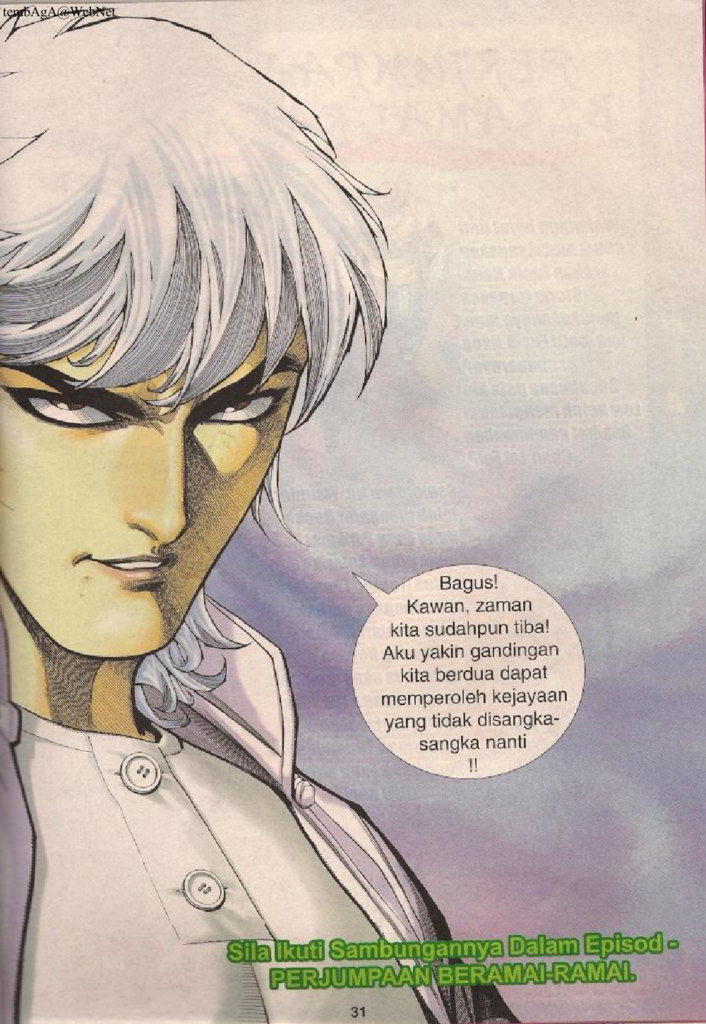 tembAgA@WebNet
Bagus!
Kawan, zaman
kita sudahpun tiba!
Aku yakin gandingan
kita berdua dapat
memperoleh kejayaan
yang tidak disangka-
sangka nanti
!!
Sila Ikuti Sambungannya Dalam Episod -
PERJUMPAAN BERAMAI-RAMAI.
31